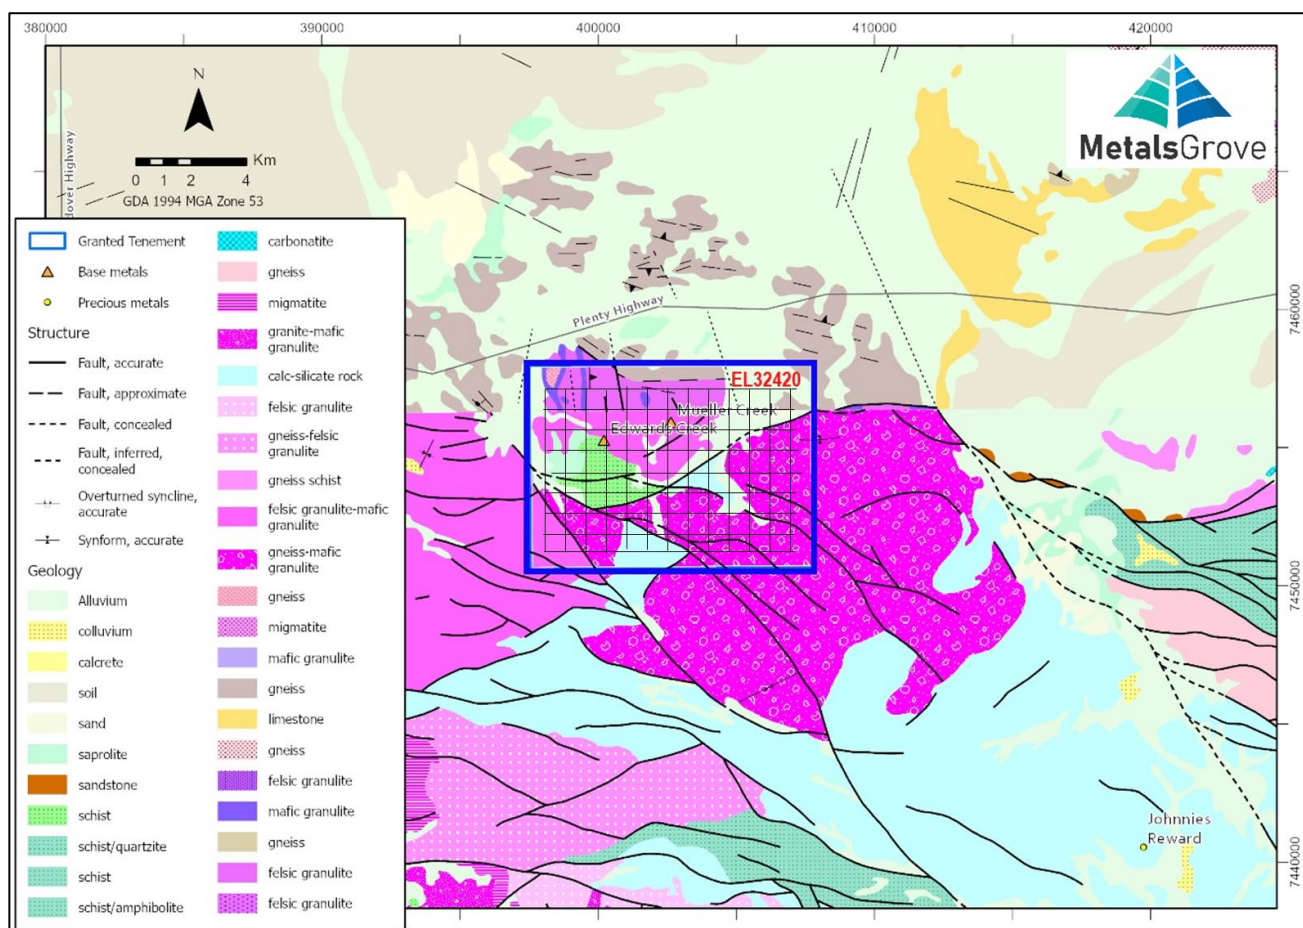 380000
390000
400000
410000
420000
N
Km
0 1 2 4
GDA 1994 MGA Zone 53
dover Highway
MetalsGrove
Plenty Highway
7460000
7450000
7440000
EL32420
Mueller Creek
Edwards Creek
Johnnies
Reward
Granted Tenement
Base metals
Precious metals
Structure
Fault, accurate
Fault, approximate
Fault, concealed
Fault, inferred,
concealed
Overturned syncline,
accurate
Synform, accurate
Geology
Alluvium
colluvium
calcrete
soil
sand
saprolite
sandstone
schist
schist/quartzite
schist
schist/amphibolite
carbonatite
gneiss
migmatite
granite-mafic
granulite
calc-silicate rock
felsic granulite
gneiss-felsic
granulite
gneiss schist
felsic granulite-mafic
granulite
gneiss-mafic
granulite
gneiss
migmatite
mafic granulite
gneiss
limestone
gneiss
felsic granulite
mafic granulite
gneiss
felsic granulite
felsic granulite